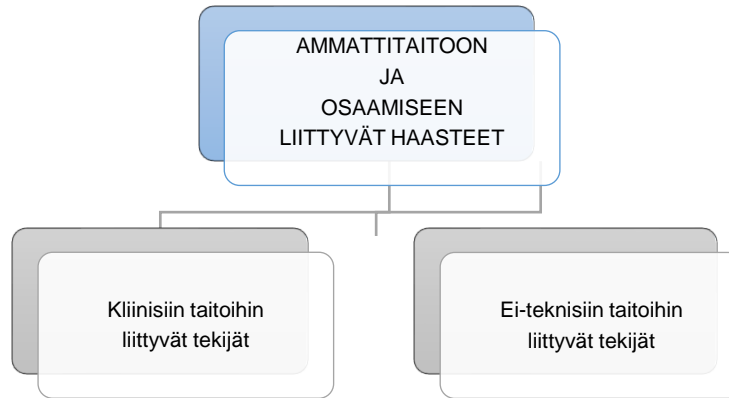 AMMATTITAITOON
JA
OSAAMISEEN
LIITTYVÄT HAASTEET
Kliinisiin taitoihin
liittyvät tekijät
Ei-teknisiin taitoihin
liittyvät tekijät